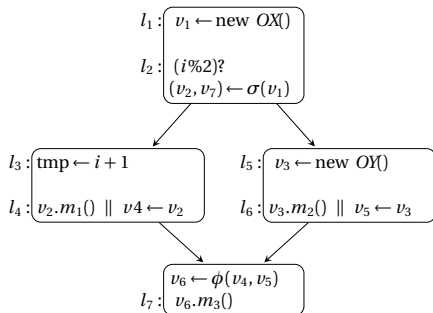 l₁ : v₁ ← new OX()
l₂ : (i%2)?
(v₂, v₇) ← σ(v₁)
l₃ : tmp ← i + 1
l₄ : v₂.m₁() || v4 ← v₂
l₅ : v₃ ← new OY()
l₆ : v₃.m₂() || v₅ ← v₃
v₆ ← ϕ(v₄, v₅)
l₇ : v₆.m₃()